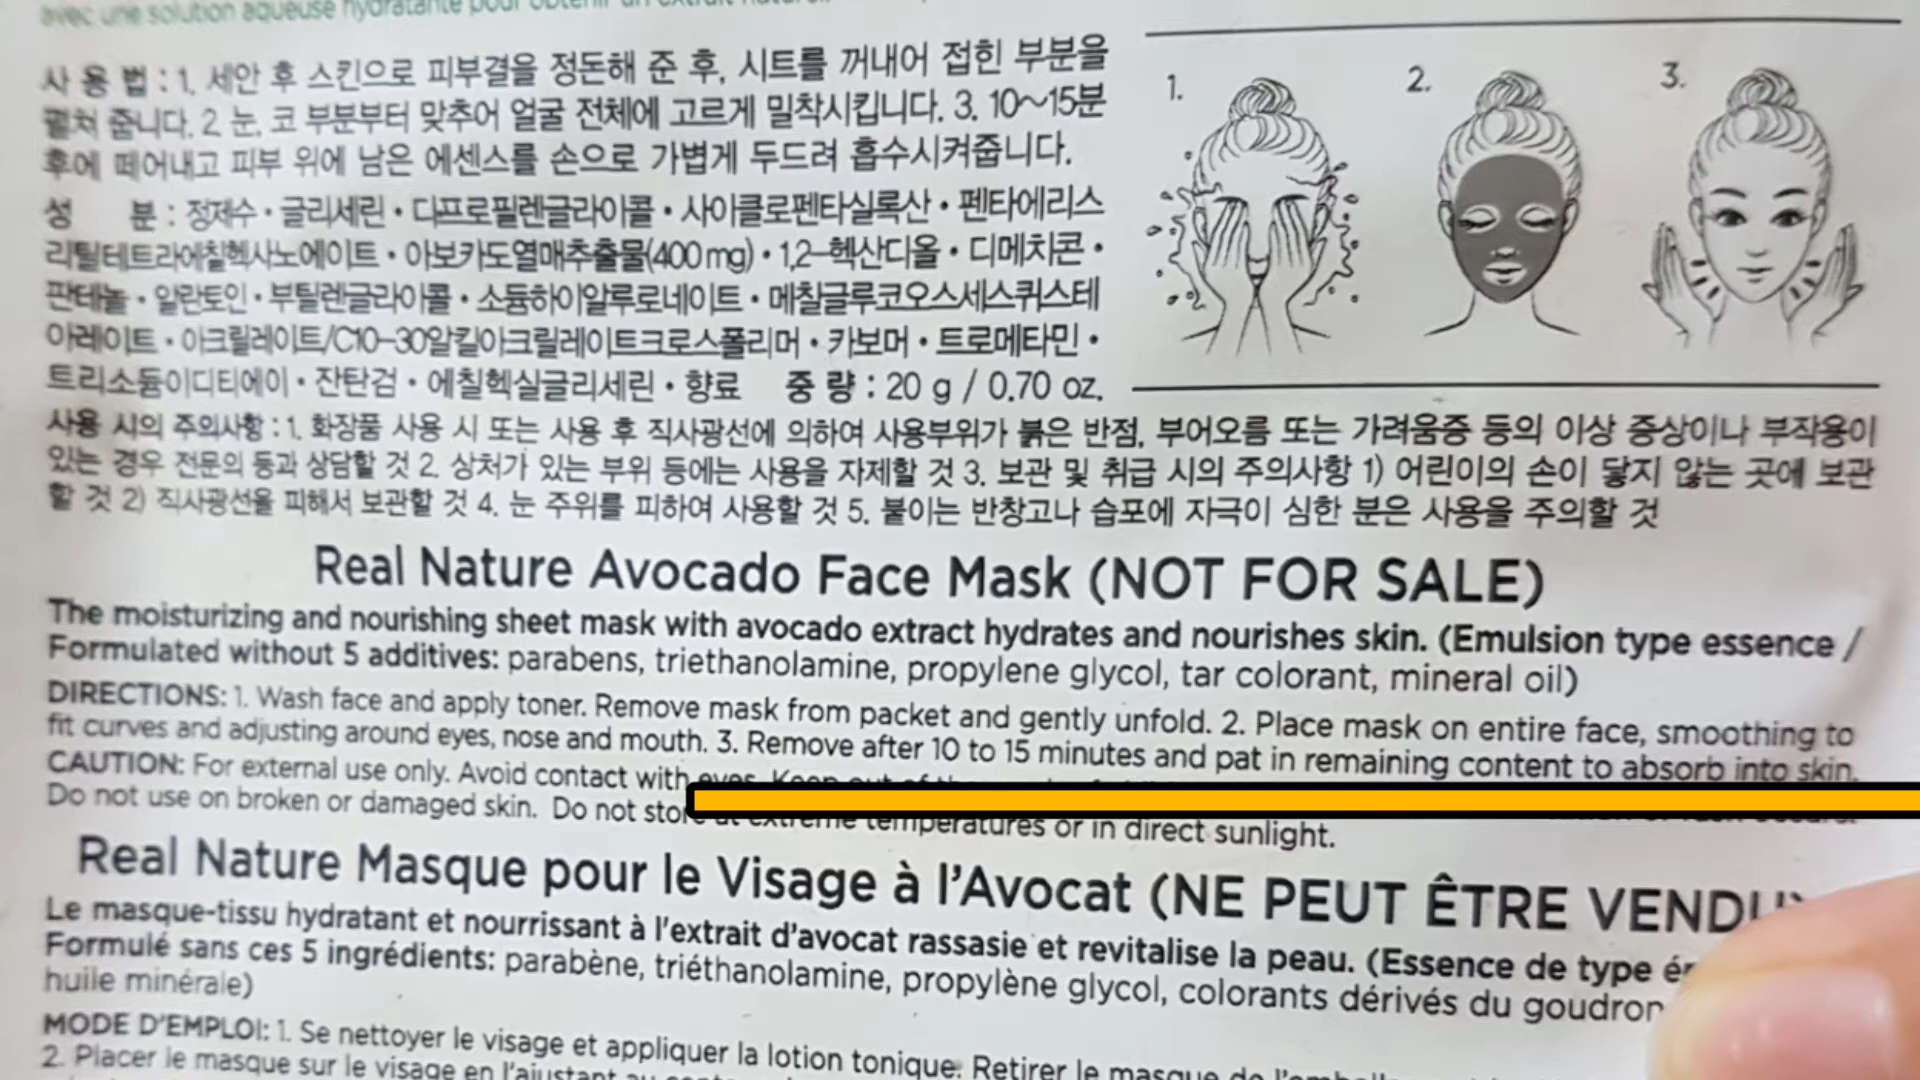 avec une solution aqueuse hydratante pour obtenir un extrait
사 용 법 : 1. 세안 후 스킨으로 피부결을 정돈해 준 후, 시트를 꺼내어 접힌 부분을
펼쳐 줍니다. 2. 눈, 코 부분부터 맞추어 얼굴 전체에 고르게 밀착시킵니다. 3. 10~15분
후에 떼어내고 피부 위에 남은 에센스를 손으로 가볍게 두드려 흡수시켜줍니다.
성 분 : 정제수 • 글리세린 • 다이프로필렌글라이콜 • 사이클로펜타실록산 • 펜타에리스
리틸테트라에칠헥사노에이트 • 아보카도열매추출물(400 mg) • 1,2-헥산디올 • 디메치콘 •
판테놀 • 알란토인 • 부틸렌글라이콜 • 소듐하이알루로네이트 • 메칠글루코오스세스퀴스테
아레이트 • 아크릴레이트/C10-30알킬아크릴레이트크로스폴리머 • 카보머 • 트로메타민 •
트리소듐이디티에이 • 잔탄검 • 에칠헥실글리세린 • 향료 중 량 : 20 g / 0.70 oz.
1.
2.
3.
사용 시의 주의사항 : 1. 화장품 사용 시 또는 사용 후 직사광선에 의하여 사용부위가 붉은 반점, 부어오름 또는 가려움증 등의 이상 증상이나 부작용이
있는 경우 전문의 등과 상담할 것 2. 상처가 있는 부위 등에는 사용을 자제할 것 3. 보관 및 취급 시의 주의사항 1) 어린이의 손이 닿지 않는 곳에 보관
할 것 2) 직사광선을 피해서 보관할 것 4. 눈 주위를 피하여 사용할 것 5. 붙이는 반창고나 습포에 자극이 심한 분은 사용을 주의할 것
Real Nature Avocado Face Mask (NOT FOR SALE)
The moisturizing and nourishing sheet mask with avocado extract hydrates and nourishes skin. (Emulsion type essence /
Formulated without 5 additives: parabens, triethanolamine, propylene glycol, tar colorant, mineral oil)
DIRECTIONS: 1. Wash face and apply toner. Remove mask from packet and gently unfold. 2. Place mask on entire face, smoothing to
fit curves and adjusting around eyes, nose and mouth. 3. Remove after 10 to 15 minutes and pat in remaining content to absorb into skin.
CAUTION: For external use only. Avoid contact with eyes. Keep out of
Do not use on broken or damaged skin. Do not store at extreme temperatures or in direct sunlight.
Real Nature Masque pour le Visage à l'Avocat (NE PEUT ÊTRE VENDU)
Le masque-tissu hydratant et nourrissant à l'extrait d'avocat rassasie et revitalise la peau. (Essence de type
Formulé sans ces 5 ingrédients: parabène, triéthanolamine, propylène glycol, colorants dérivés du goudron
huile minérale)
MODE D'EMPLOI: 1. Se nettoyer le visage et appliquer la lotion tonique. Retirer le masque de
2. Placer le masque sur le visage en l'ajustant